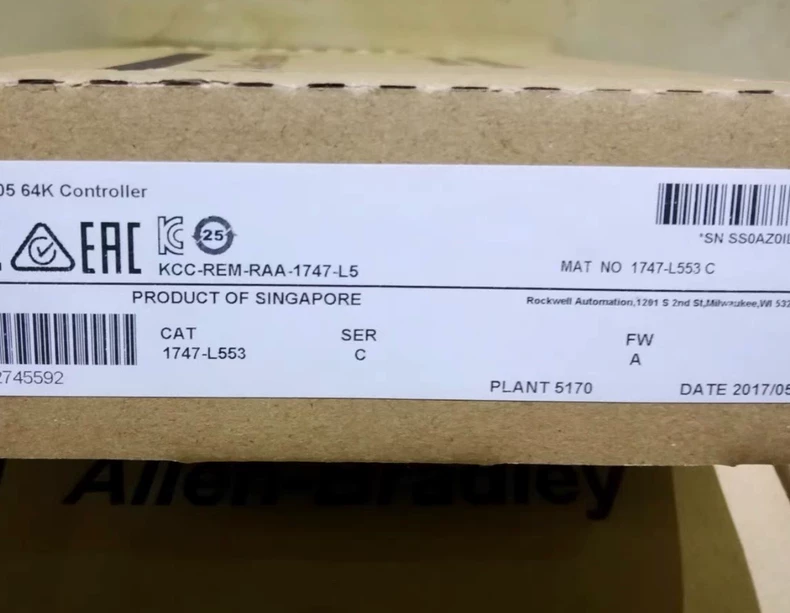 05 64K Controller
EAC
25
KCC-REM-RAA-1747-L5
*SN SS0AZ0IL
MAT NO 1747-L553 C
PRODUCT OF SINGAPORE
Rockwell Automation,1201 S 2nd St,Milwaukee,WI 532
CAT
1747-L553
SER
C
FW
A
2745592
PLANT 5170
DATE 2017/05
Allen-Bradley